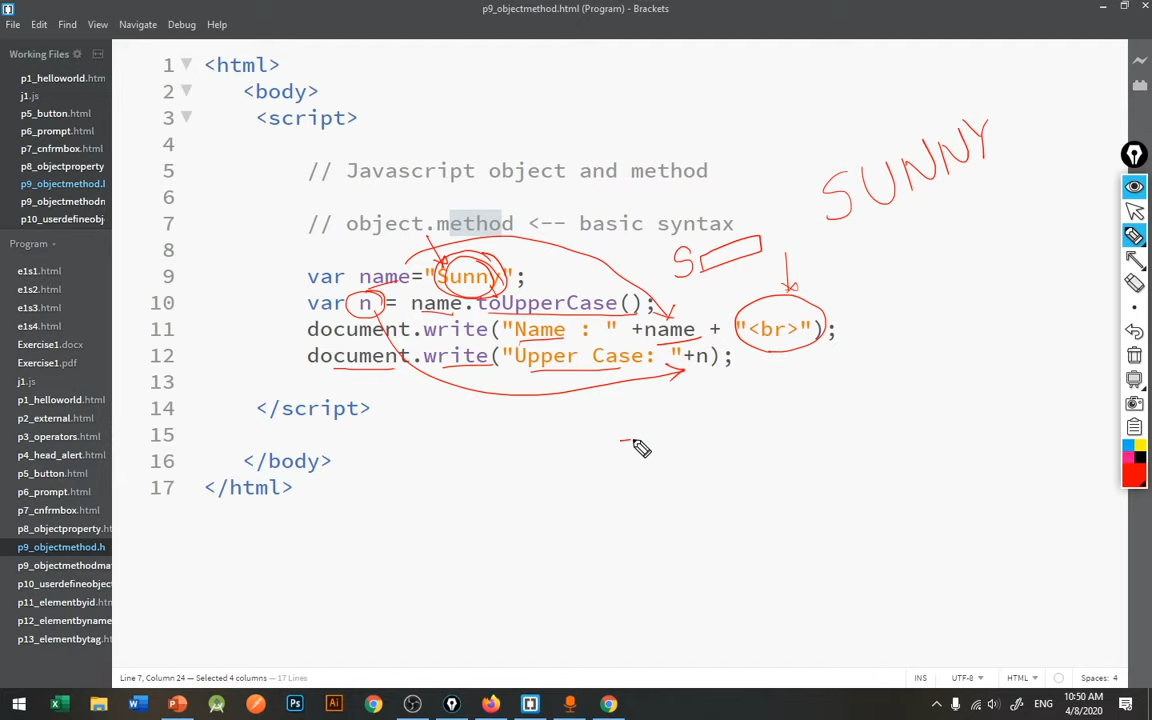 p9_objectmethod.html (Program) - Brackets
File Edit Find View Navigate Debug Help
Working Files
p1_helloworld.htm
j1.js
p5_button.html
p6_prompt.html
p7_cnfrmbox.html
p8_objectproperty
p9_objectmethod.l
p9_objectmethodn
p10_userdefineobj
Program
e1s1.html
e1s2.html
e1s3.html
e1s4.html
Exercise1.docx
Exercise1.pdf
j1.js
p1_helloworld.html
p2_external.html
p3_operators.html
p4_head_alert.html
p5_button.html
p6_prompt.html
p7_cnfrmbox.html
p8_objectproperty.ht
p9_objectmethod.h
p9_objectmethodma
p10_userdefineobject
p11_elementbyid.html
p12_elementbyname
p13_elementbytag.ht
1 <html>
2 <body>
3 <script>
4
5 // Javascript object and method
6
7 // object.method <-- basic syntax
8
9 var name="Sunny";
10 var n = name.toUpperCase();
11 document.write("Name : " +name + "<br>");
12 document.write("Upper Case: "+n);
13
14 </script>
15
16 </body>
17 </html>
SUNNY
S
Line 7, Column 24 — Selected 4 columns — 17 Lines
INS UTF-8 HTML Spaces: 4
ENG
10:50 AM
4/8/2020